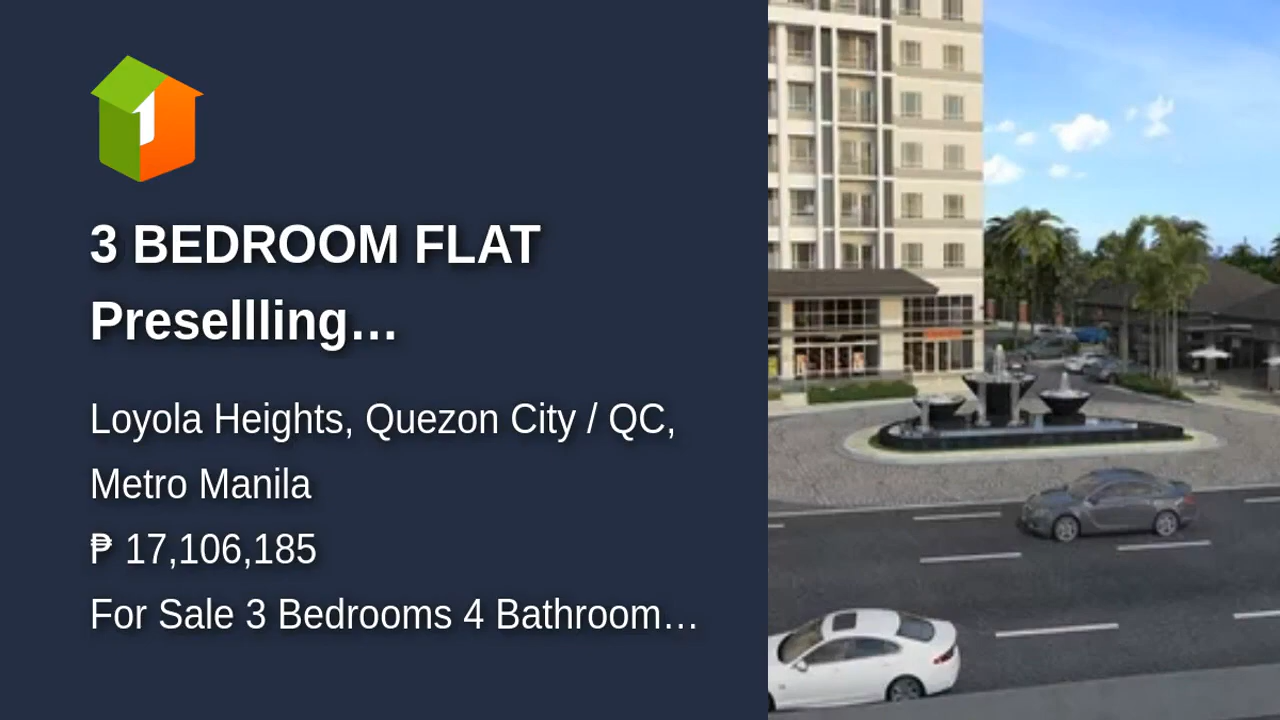 3 BEDROOM FLAT
Presellling…
Loyola Heights, Quezon City / QC,
Metro Manila
₱ 17,106,185
For Sale 3 Bedrooms 4 Bathroom…